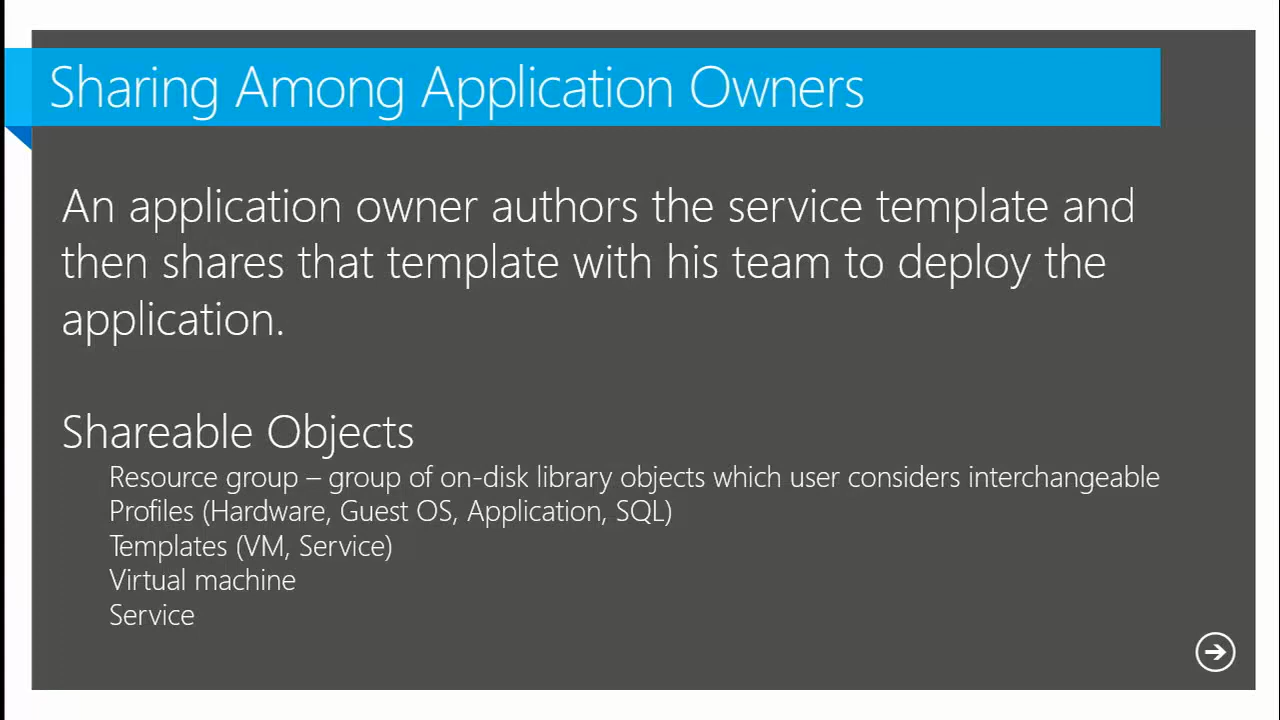 Sharing Among Application Owners
An application owner authors the service template and
then shares that template with his team to deploy the
application.
Shareable Objects
Resource group – group of on-disk library objects which user considers interchangeable
Profiles (Hardware, Guest OS, Application, SQL)
Templates (VM, Service)
Virtual machine
Service